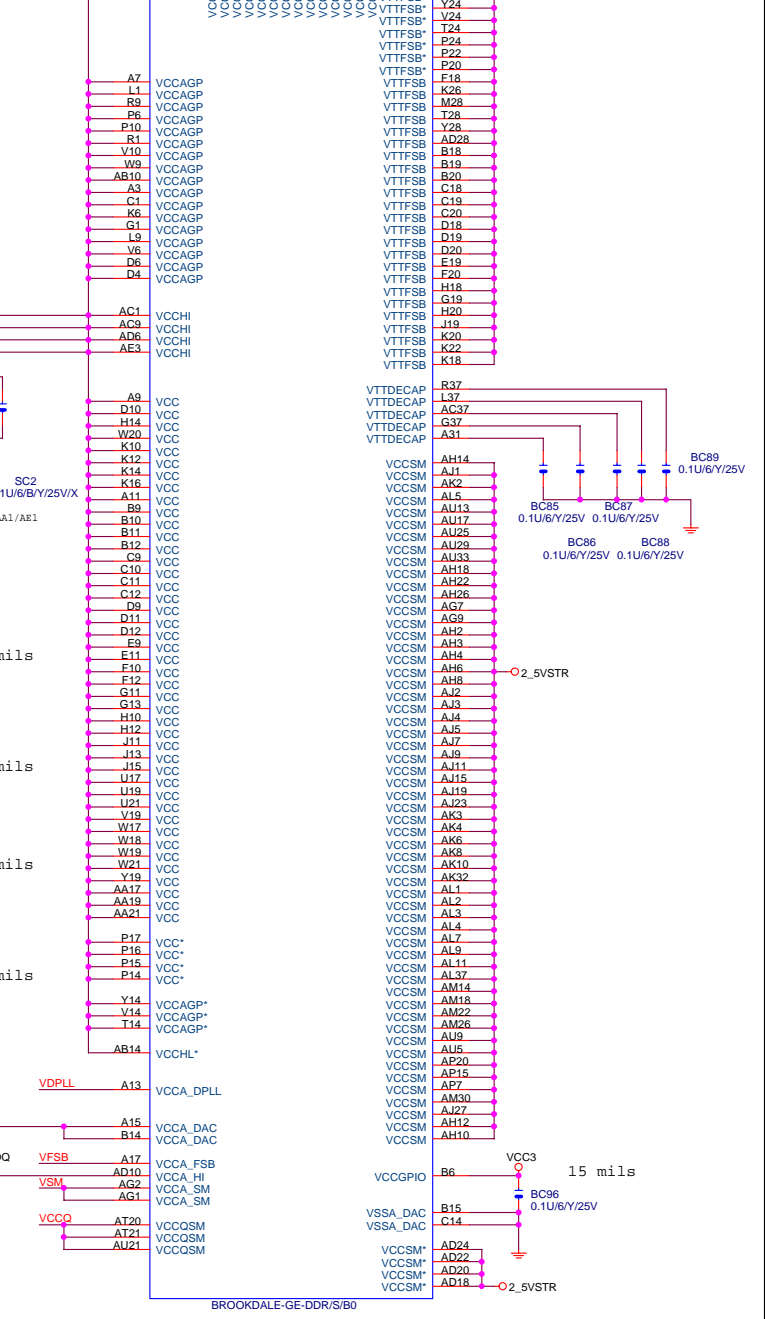 VCC VCC VCC VCC VCC VCC VCC VCC VCC VCC VCC VCC VCC VCC
VTTFSB* Y24
VTTFSB* V24
VTTFSB* T24
VTTFSB* P24
VTTFSB* P22
VTTFSB* P20
A7 VCCAGP VTTFSB F18
L1 VCCAGP VTTFSB K26
R9 VCCAGP VTTFSB M28
P6 VCCAGP VTTFSB T28
P10 VCCAGP VTTFSB Y28
R1 VCCAGP VTTFSB AD28
V10 VCCAGP VTTFSB B18
W9 VCCAGP VTTFSB B19
AB10 VCCAGP VTTFSB B20
A3 VCCAGP VTTFSB C18
C1 VCCAGP VTTFSB C19
K6 VCCAGP VTTFSB C20
G1 VCCAGP VTTFSB D18
L9 VCCAGP VTTFSB D19
V6 VCCAGP VTTFSB D20
D6 VCCAGP VTTFSB E19
D4 VCCAGP VTTFSB F20
VTTFSB H18
VTTFSB G19
AC1 VCCHI VTTFSB H20
AC9 VCCHI VTTFSB J19
AD6 VCCHI VTTFSB K20
AE3 VCCHI VTTFSB K22
VTTFSB K18
VTTDECAP R37
A9 VCC VTTDECAP L37
D10 VCC VTTDECAP AC37
H14 VCC VTTDECAP G37
W20 VCC VTTDECAP A31
K10 VCC
K12 VCC VCCSM AH14
K14 VCC VCCSM AJ1
K16 VCC VCCSM AK2
A11 VCC VCCSM AL5
B9 VCC VCCSM AU13
B10 VCC VCCSM AU17
B11 VCC VCCSM AU25
B12 VCC VCCSM AU29
C9 VCC VCCSM AU33
C10 VCC VCCSM AH18
C11 VCC VCCSM AH22
C12 VCC VCCSM AH26
D9 VCC VCCSM AG7
D11 VCC VCCSM AG9
D12 VCC VCCSM AH2
E9 VCC VCCSM AH3
E11 VCC VCCSM AH4
F10 VCC VCCSM AH6 2_5VSTR
F12 VCC VCCSM AH8
G11 VCC VCCSM AJ2
G13 VCC VCCSM AJ3
H10 VCC VCCSM AJ4
H12 VCC VCCSM AJ5
J11 VCC VCCSM AJ7
J13 VCC VCCSM AJ9
J15 VCC VCCSM AJ11
U17 VCC VCCSM AJ15
U19 VCC VCCSM AJ19
U21 VCC VCCSM AJ23
V19 VCC VCCSM AK3
W17 VCC VCCSM AK4
W18 VCC VCCSM AK6
W19 VCC VCCSM AK8
W21 VCC VCCSM AK10
Y19 VCC VCCSM AK32
AA17 VCC VCCSM AL1
AA19 VCC VCCSM AL2
AA21 VCC VCCSM AL3
VCCSM AL4
P17 VCC* VCCSM AL7
P16 VCC* VCCSM AL9
P15 VCC* VCCSM AL11
P14 VCC* VCCSM AL37
VCCSM AM14
Y14 VCCAGP* VCCSM AM18
V14 VCCAGP* VCCSM AM22
T14 VCCAGP* VCCSM AM26
VCCSM AU9
AB14 VCCHL* VCCSM AU5
VCCSM AP20
VCCSM AP15
VDPLL A13 VCCA_DPLL VCCSM AP7
VCCSM AM30
VCCSM AJ27
A15 VCCA_DAC VCCSM AH12
B14 VCCA_DAC VCCSM AH10
VFSB A17 VCCA_FSB
AD10 VCCA_HI VCCGPIO B6 VCC3 15 mils
VSM AG2 VCCA_SM
AG1 VCCA_SM
BC96
0.1U/6/Y/25V
VSSA_DAC B15
VCCQ AT20 VCCQSM VSSA_DAC C14
AT21 VCCQSM
AU21 VCCQSM VCCSM* AD24
VCCSM* AD22
VCCSM* AD20
VCCSM* AD18 2_5VSTR
BROOKDALE-GE-DDR/S/B0
BC89
0.1U/6/Y/25V
BC85 BC87
0.1U/6/Y/25V 0.1U/6/Y/25V
BC86 BC88
0.1U/6/Y/25V 0.1U/6/Y/25V
SC2
1U/6/B/Y/25V/X
AA1/AE1
mils
mils
mils
mils